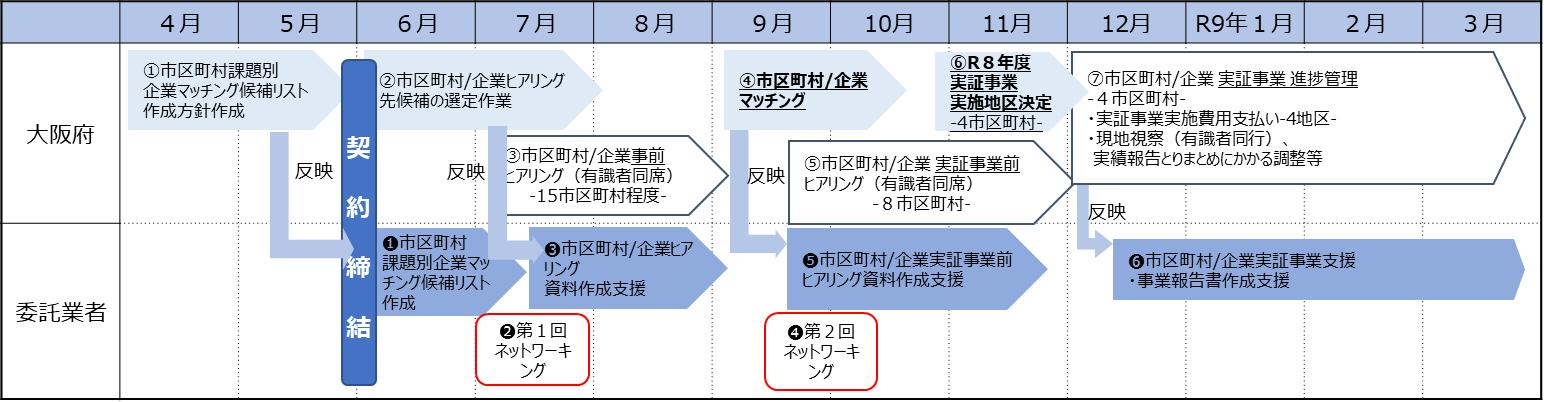 ４月 ５月 ６月 ７月 ８月 ９月 10月 11月 12月 R9年１月 ２月 ３月
大阪府
①市区町村課題別
企業マッチング候補リスト
作成方針作成
反映
契約締結
②市区町村/企業ヒアリング
先候補の選定作業
反映
③市区町村/企業事前
ヒアリング（有識者同席）
-15市区町村程度-
④市区町村/企業
マッチング
反映
⑤市区町村/企業 実証事業前
ヒアリング（有識者同席）
-８市区町村-
⑥R８年度
実証事業
実施地区決定
-4市区町村-
⑦市区町村/企業 実証事業 進捗管理
-４市区町村-
・実証事業実施費用支払い-4地区-
・現地視察（有識者同行）、
実績報告とりまとめにかかる調整等
反映
委託業者
❶市区町村
課題別企業マッ
チング候補リスト
作成
❷第１回
ネットワーキ
ング
❸市区町村/企業ヒア
リング
資料作成支援
❹第２回
ネットワーキ
ング
❺市区町村/企業実証事業前
ヒアリング資料作成支援
❻市区町村/企業実証事業支援
・事業報告書作成支援